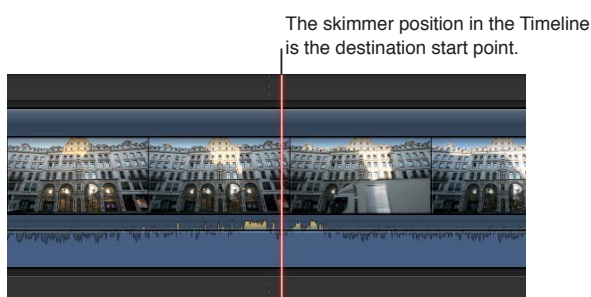 The skimmer position in the Timeline
is the destination start point.